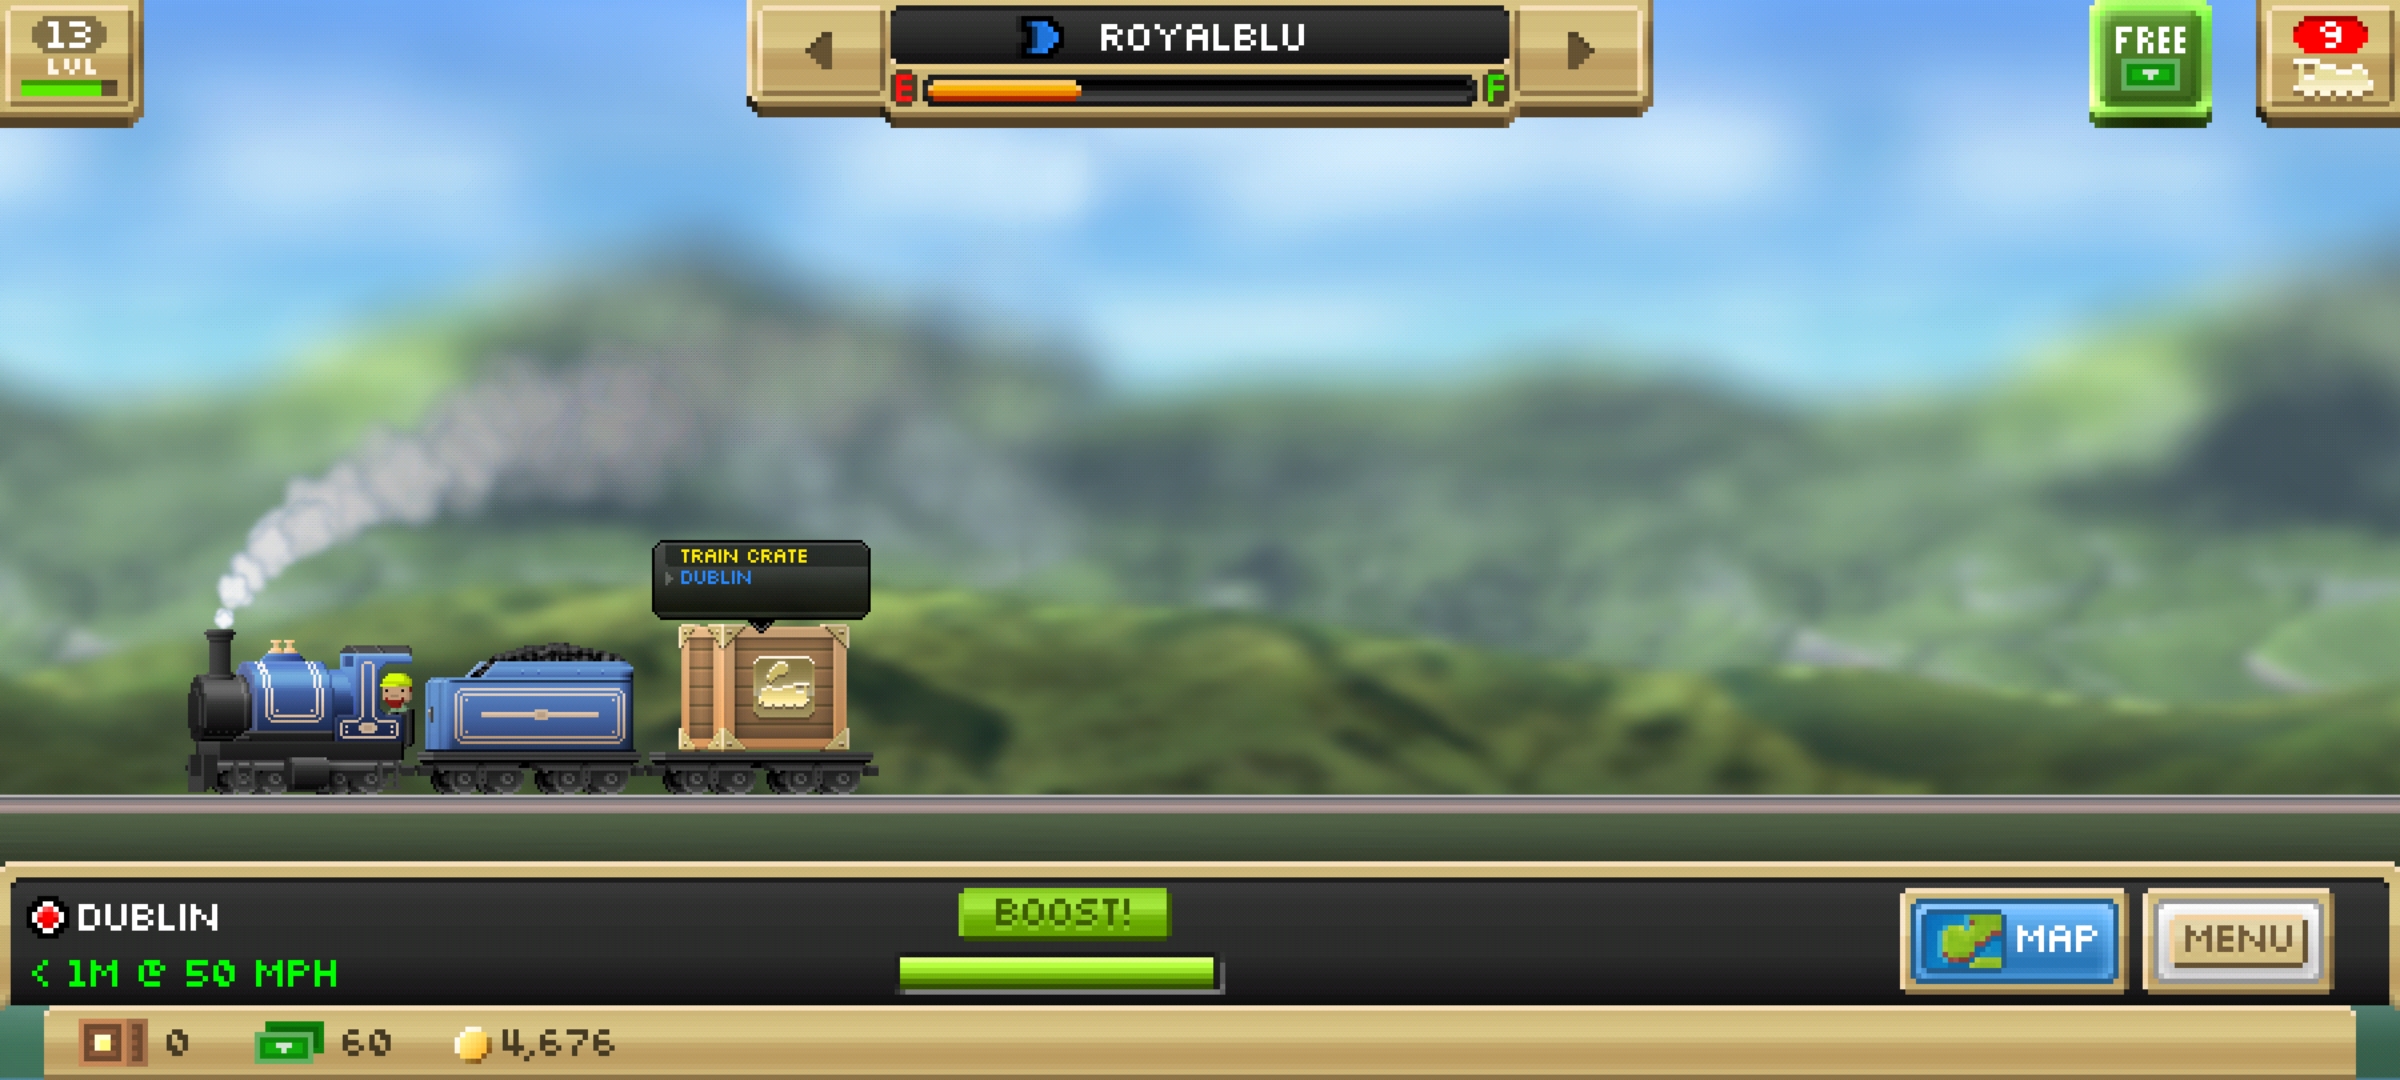 13
LVL
ROYALBLU
E F
FREE
9
TRAIN CRATE
DUBLIN
DUBLIN
< 1M @ 50 MPH
BOOST!
MAP
MENU
0
60
4,676